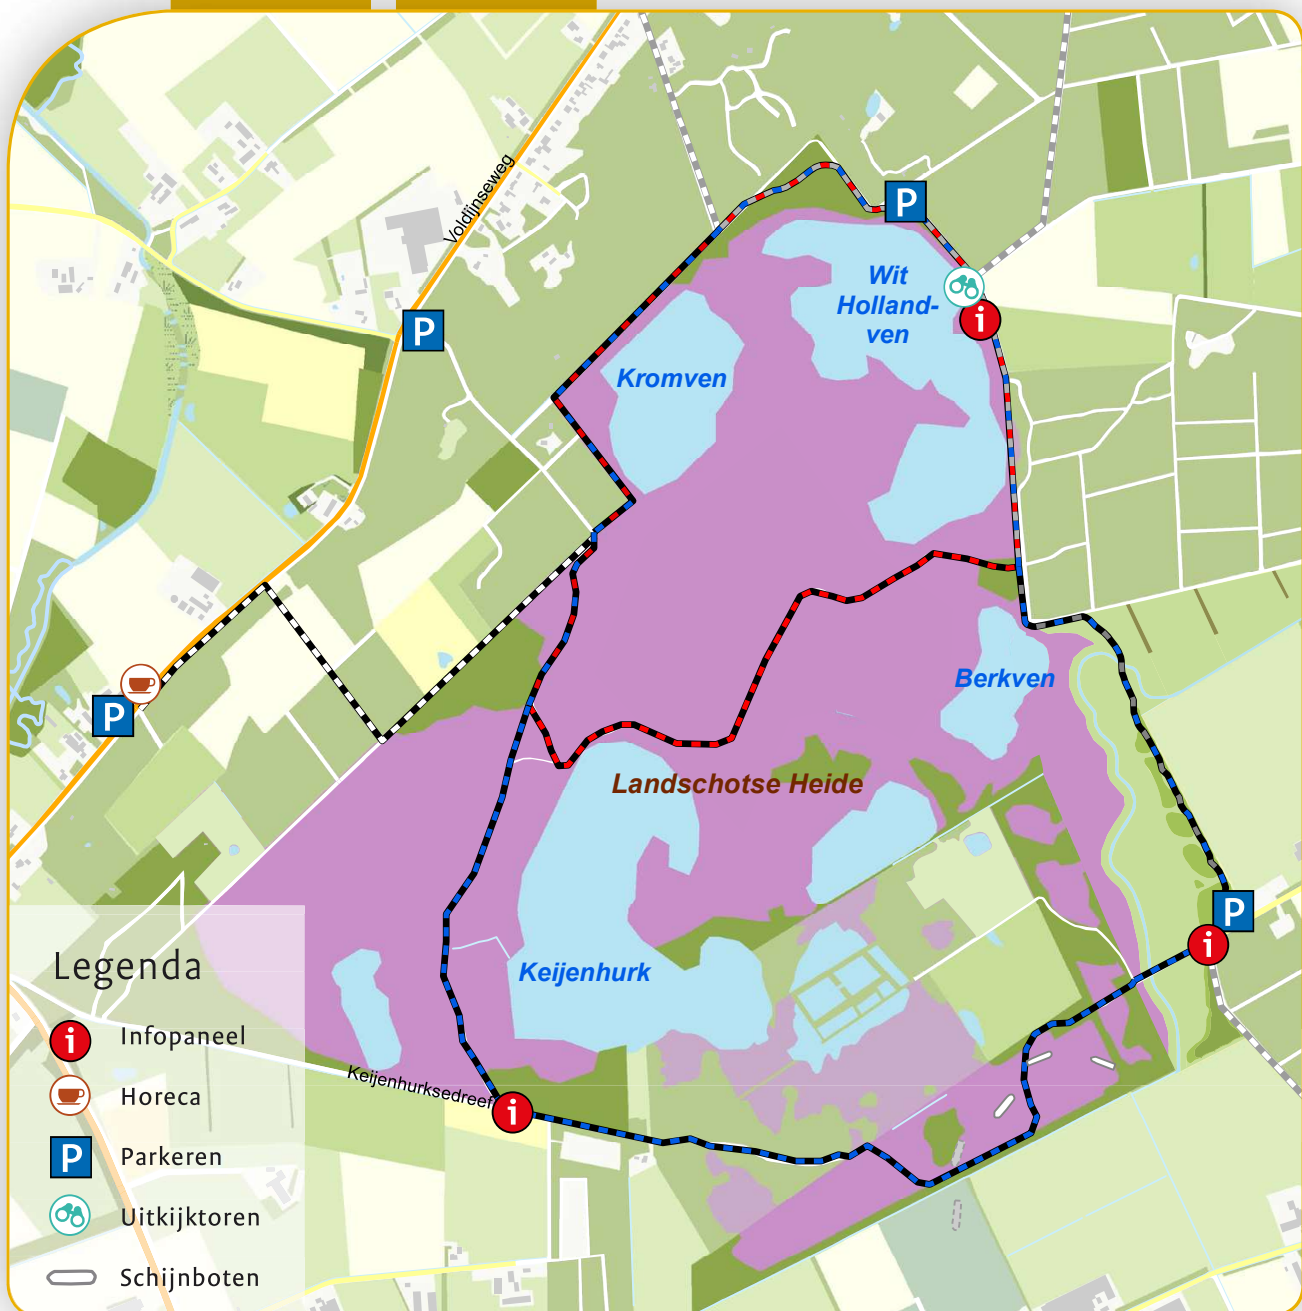 Voldijnseweg
P
P
Wit
Holland-
ven
i
Kromven
P
Berkven
Landschotse Heide
P
i
Keijenhurk
Keijenhurksedreef
i
Legenda
i Infopaneel
Horeca
P Parkeren
Uitkijktoren
Schijnboten